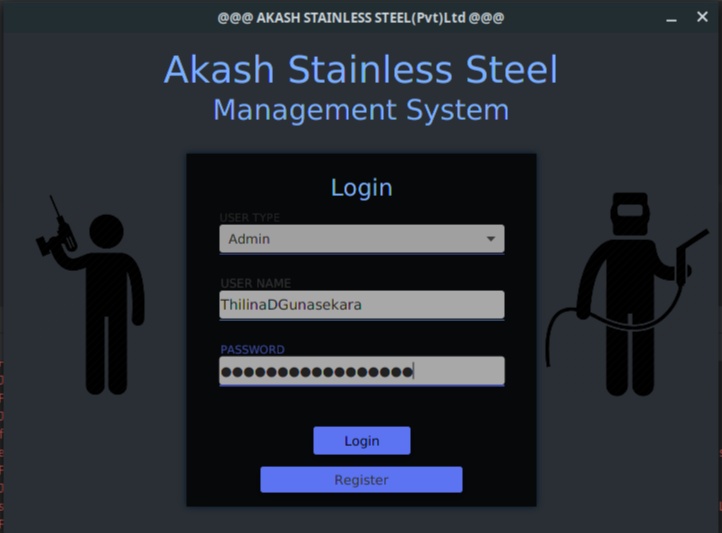 @@@ AKASH STAINLESS STEEL(Pvt)Ltd @@@
Akash Stainless Steel
Management System
Login
USER TYPE
Admin
USER NAME
ThilinaDGunasekara
PASSWORD
●●●●●●●●●●●●●●●●●
Login
Register